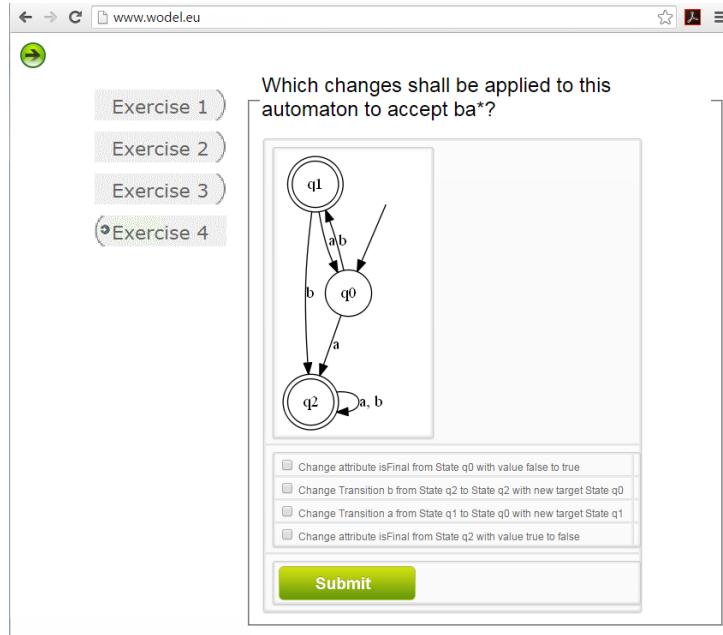 www.wodel.eu
Exercise 1
Exercise 2
Exercise 3
Exercise 4
Which changes shall be applied to this
automaton to accept ba*?
q1
a b
b
q0
a
q2
a, b
Change attribute isFinal from State q0 with value false to true
Change Transition b from State q2 to State q2 with new target State q0
Change Transition a from State q1 to State q0 with new target State q1
Change attribute isFinal from State q2 with value true to false
Submit